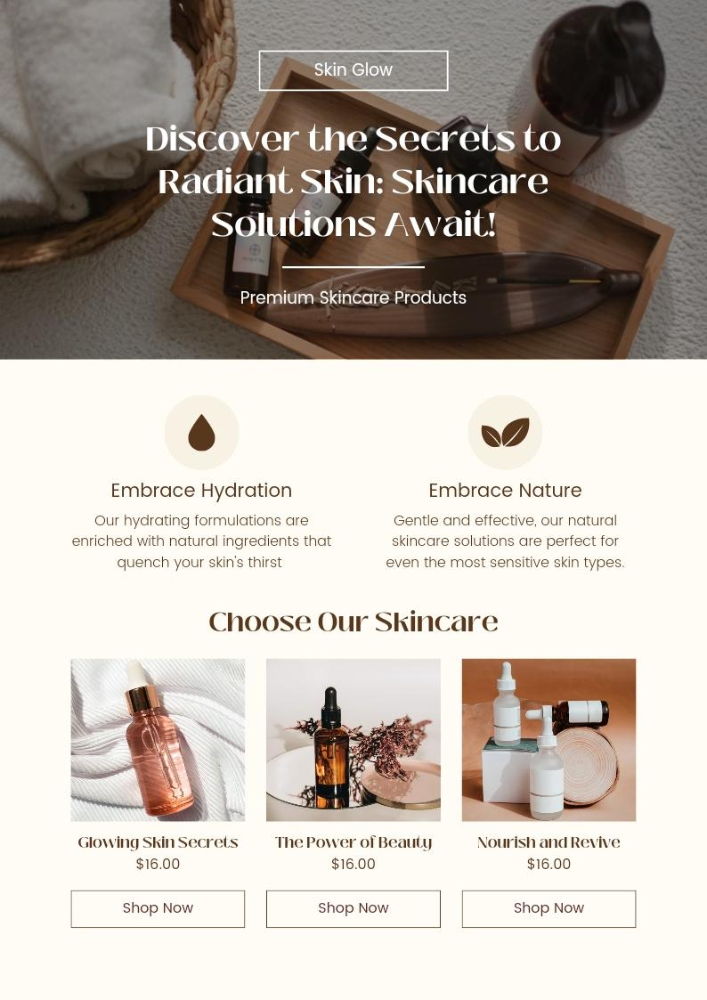 Skin Glow
Discover the Secrets to
Radiant Skin: Skincare
Solutions Await!
Premium Skincare Products
Embrace Hydration
Our hydrating formulations are
enriched with natural ingredients that
quench your skin's thirst
Embrace Nature
Gentle and effective, our natural
skincare solutions are perfect for
even the most sensitive skin types.
Choose Our Skincare
Glowing Skin Secrets
$16.00
Shop Now
The Power of Beauty
$16.00
Shop Now
Nourish and Revive
$16.00
Shop Now